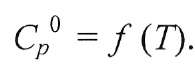 C_p^0 = f (T).